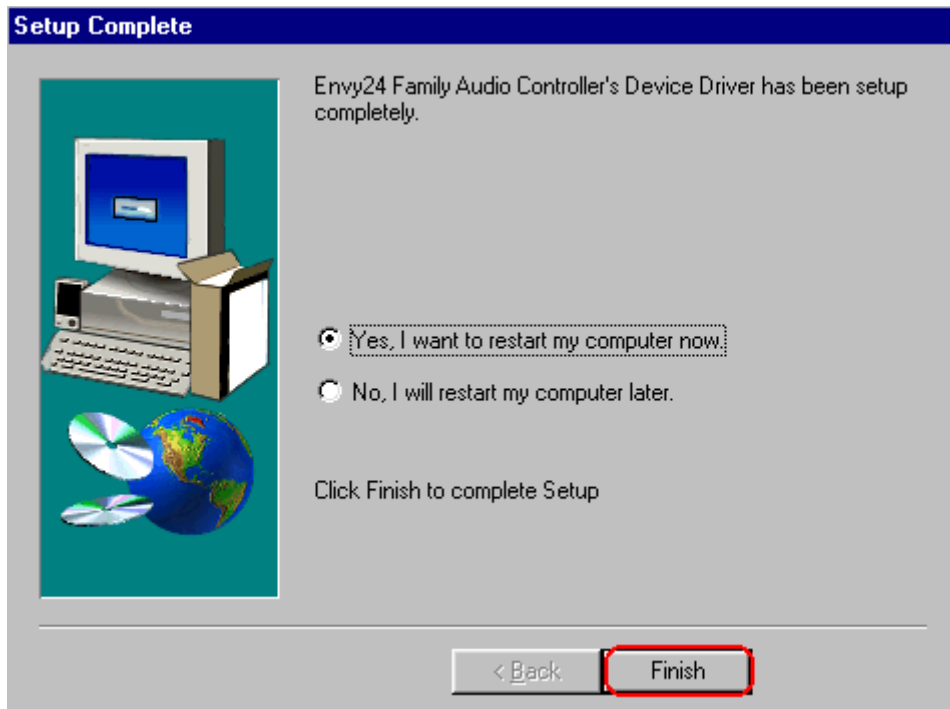 Setup Complete
Envy24 Family Audio Controller's Device Driver has been setup
completely.
Yes, I want to restart my computer now.
No, I will restart my computer later.
Click Finish to complete Setup
< Back
Finish